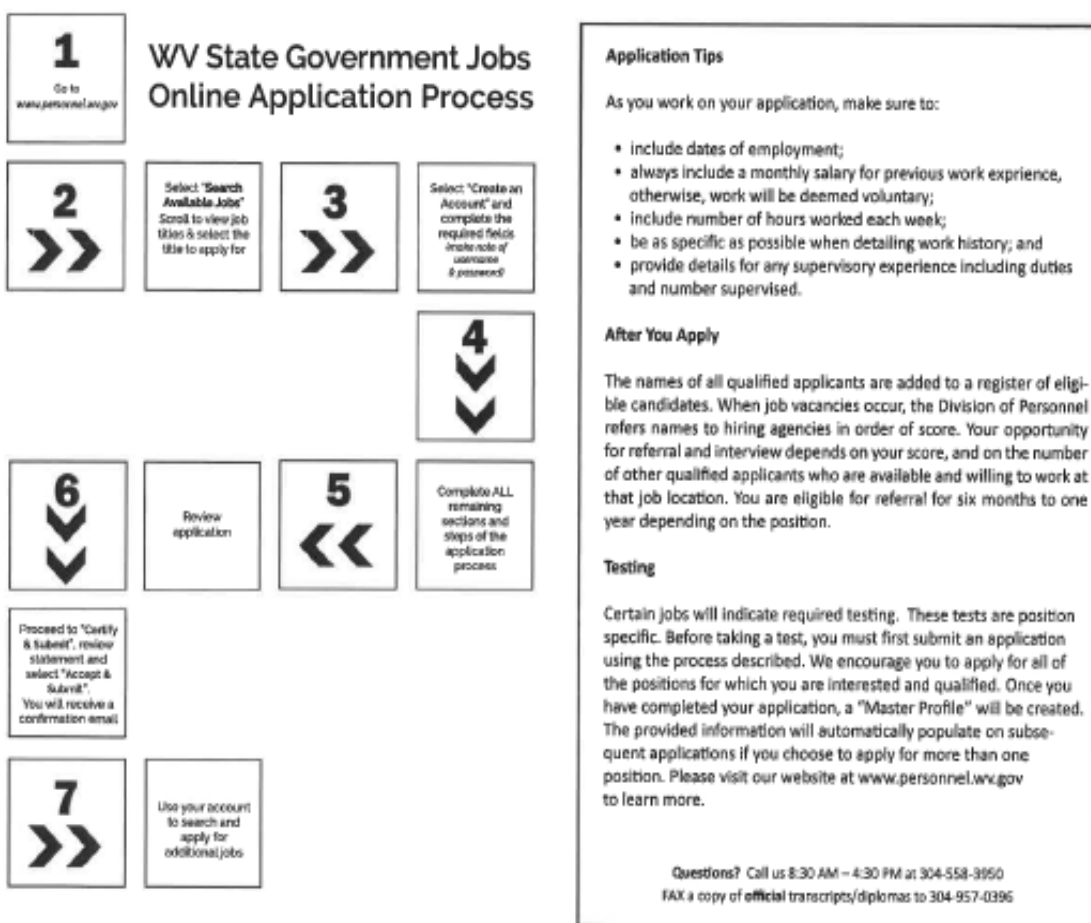 1
Go to
www.personnel.wv.gov
WV State Government Jobs
Online Application Process
2
Select "Search
Available Jobs"
Scroll to view job
titles & select the
title to apply for
3
Select "Create an
Account" and
complete the
required fields
(make note of
username
& password)
4
Complete ALL
remaining
sections and
steps of the
application
process
5
Review
application
6
Proceed to "Certify
& Submit", review
statement and
select "Accept &
Submit".
You will receive a
confirmation email
7
Use your account
to search and
apply for
additional jobs
Application Tips
As you work on your application, make sure to:
• include dates of employment;
• always include a monthly salary for previous work exprience,
otherwise, work will be deemed voluntary;
• include number of hours worked each week;
• be as specific as possible when detailing work history; and
• provide details for any supervisory experience including duties
and number supervised.
After You Apply
The names of all qualified applicants are added to a register of eligi-
ble candidates. When job vacancies occur, the Division of Personnel
refers names to hiring agencies in order of score. Your opportunity
for referral and interview depends on your score, and on the number
of other qualified applicants who are available and willing to work at
that job location. You are eligible for referral for six months to one
year depending on the position.
Testing
Certain jobs will indicate required testing. These tests are position
specific. Before taking a test, you must first submit an application
using the process described. We encourage you to apply for all of
the positions for which you are interested and qualified. Once you
have completed your application, a "Master Profile" will be created.
The provided information will automatically populate on subse-
quent applications if you choose to apply for more than one
position. Please visit our website at www.personnel.wv.gov
to learn more.
Questions? Call us 8:30 AM – 4:30 PM at 304-558-3950
FAX a copy of official transcripts/diplomas to 304-957-0396